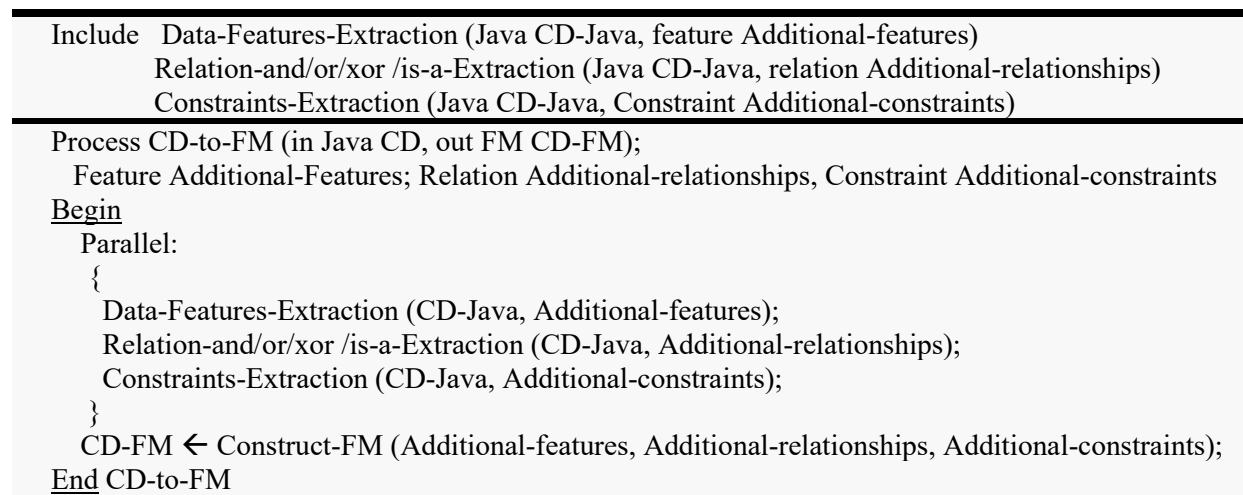 Include Data-Features-Extraction (Java CD-Java, feature Additional-features)
Relation-and/or/xor /is-a-Extraction (Java CD-Java, relation Additional-relationships)
Constraints-Extraction (Java CD-Java, Constraint Additional-constraints)
Process CD-to-FM (in Java CD, out FM CD-FM);
Feature Additional-Features; Relation Additional-relationships, Constraint Additional-constraints
Begin
Parallel:
{
Data-Features-Extraction (CD-Java, Additional-features);
Relation-and/or/xor /is-a-Extraction (CD-Java, Additional-relationships);
Constraints-Extraction (CD-Java, Additional-constraints);
}
CD-FM ← Construct-FM (Additional-features, Additional-relationships, Additional-constraints);
End CD-to-FM